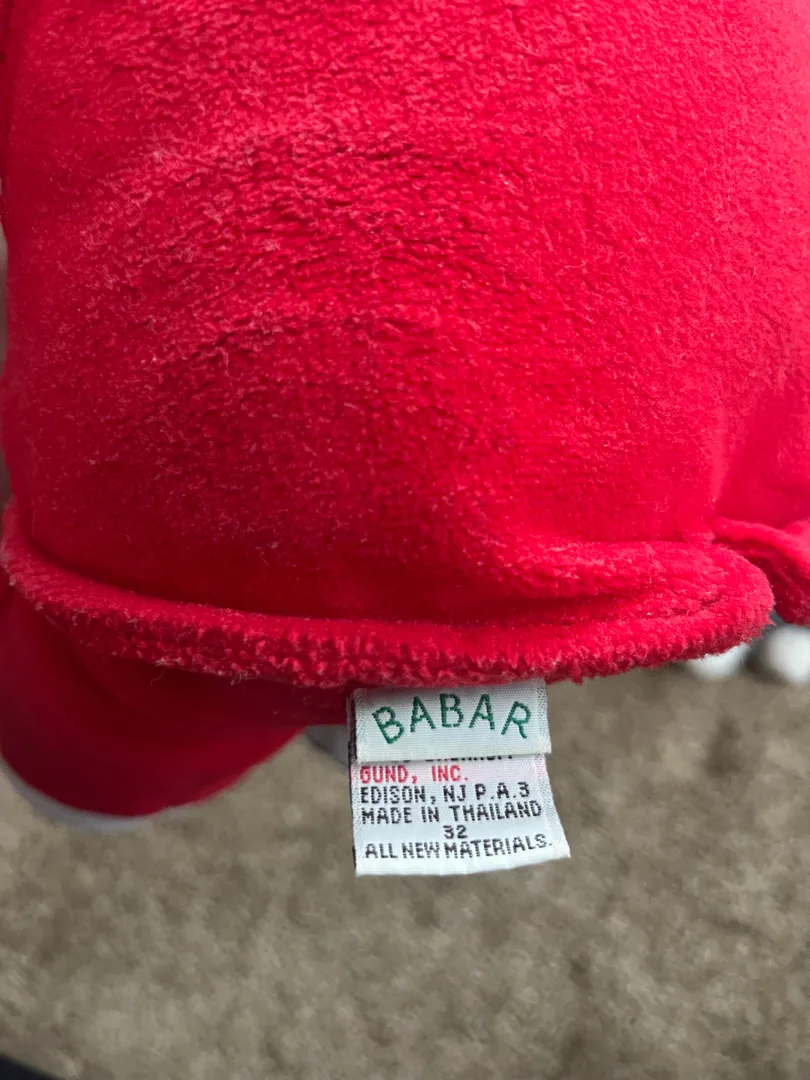 BABAR
GUND, INC.
EDISON, NJ P.A.3
MADE IN THAILAND
32
ALL NEW MATERIALS.